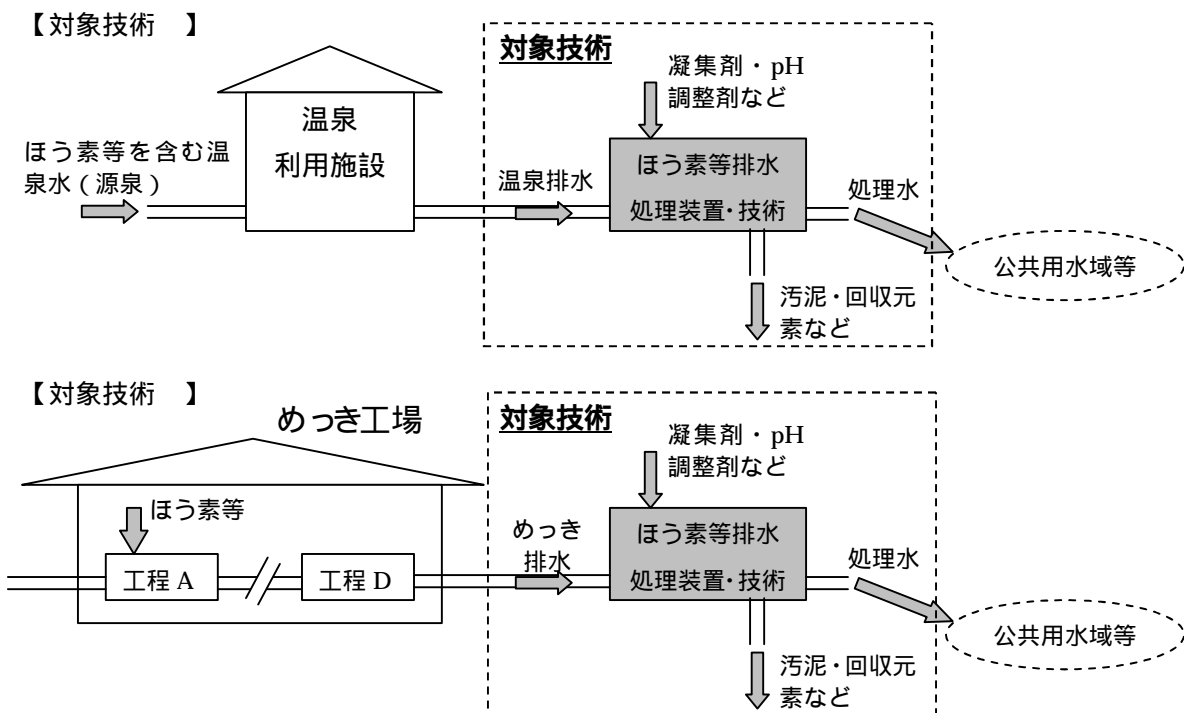 【対象技術　】
対象技術
凝集剤・pH
調整剤など
温泉
利用施設
ほう素等を含む温
泉水（源泉）
温泉排水
ほう素等排水
処理装置･技術
処理水
公共用水域等
汚泥・回収元
素など
【対象技術　】
めっき工場
対象技術
凝集剤・pH
調整剤など
ほう素等
工程 A
工程 D
めっき
排水
ほう素等排水
処理装置･技術
処理水
公共用水域等
汚泥・回収元
素など